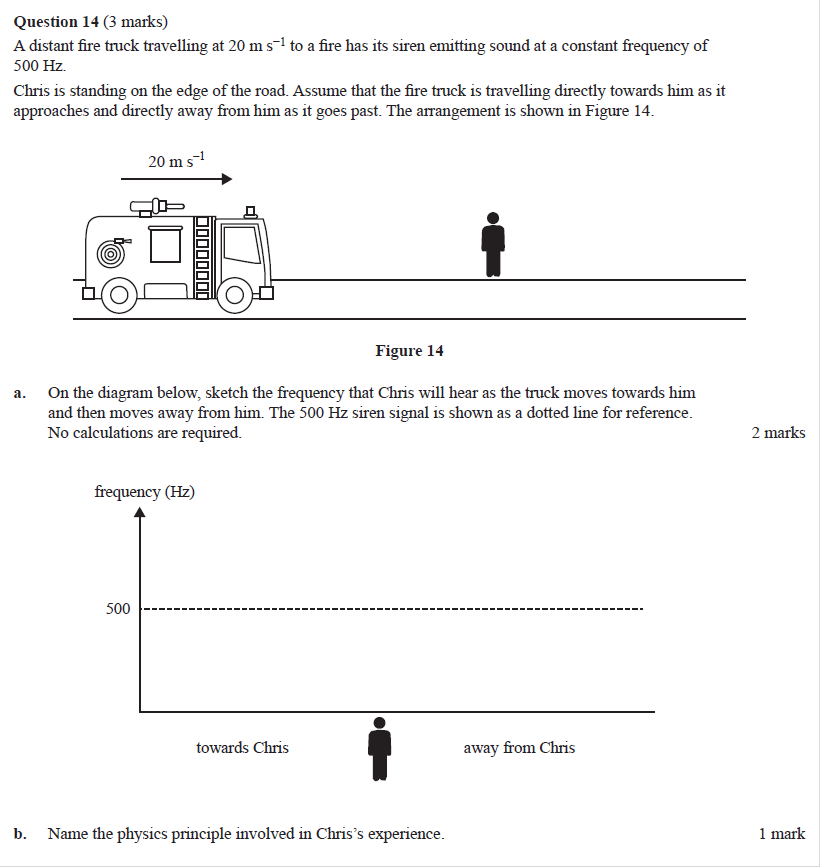 Question 14 (3 marks)
A distant fire truck travelling at 20 m s⁻¹ to a fire has its siren emitting sound at a constant frequency of
500 Hz.
Chris is standing on the edge of the road. Assume that the fire truck is travelling directly towards him as it
approaches and directly away from him as it goes past. The arrangement is shown in Figure 14.
20 m s⁻¹
Figure 14
a. On the diagram below, sketch the frequency that Chris will hear as the truck moves towards him
and then moves away from him. The 500 Hz siren signal is shown as a dotted line for reference.
No calculations are required. 2 marks
frequency (Hz)
500
towards Chris away from Chris
b. Name the physics principle involved in Chris’s experience. 1 mark